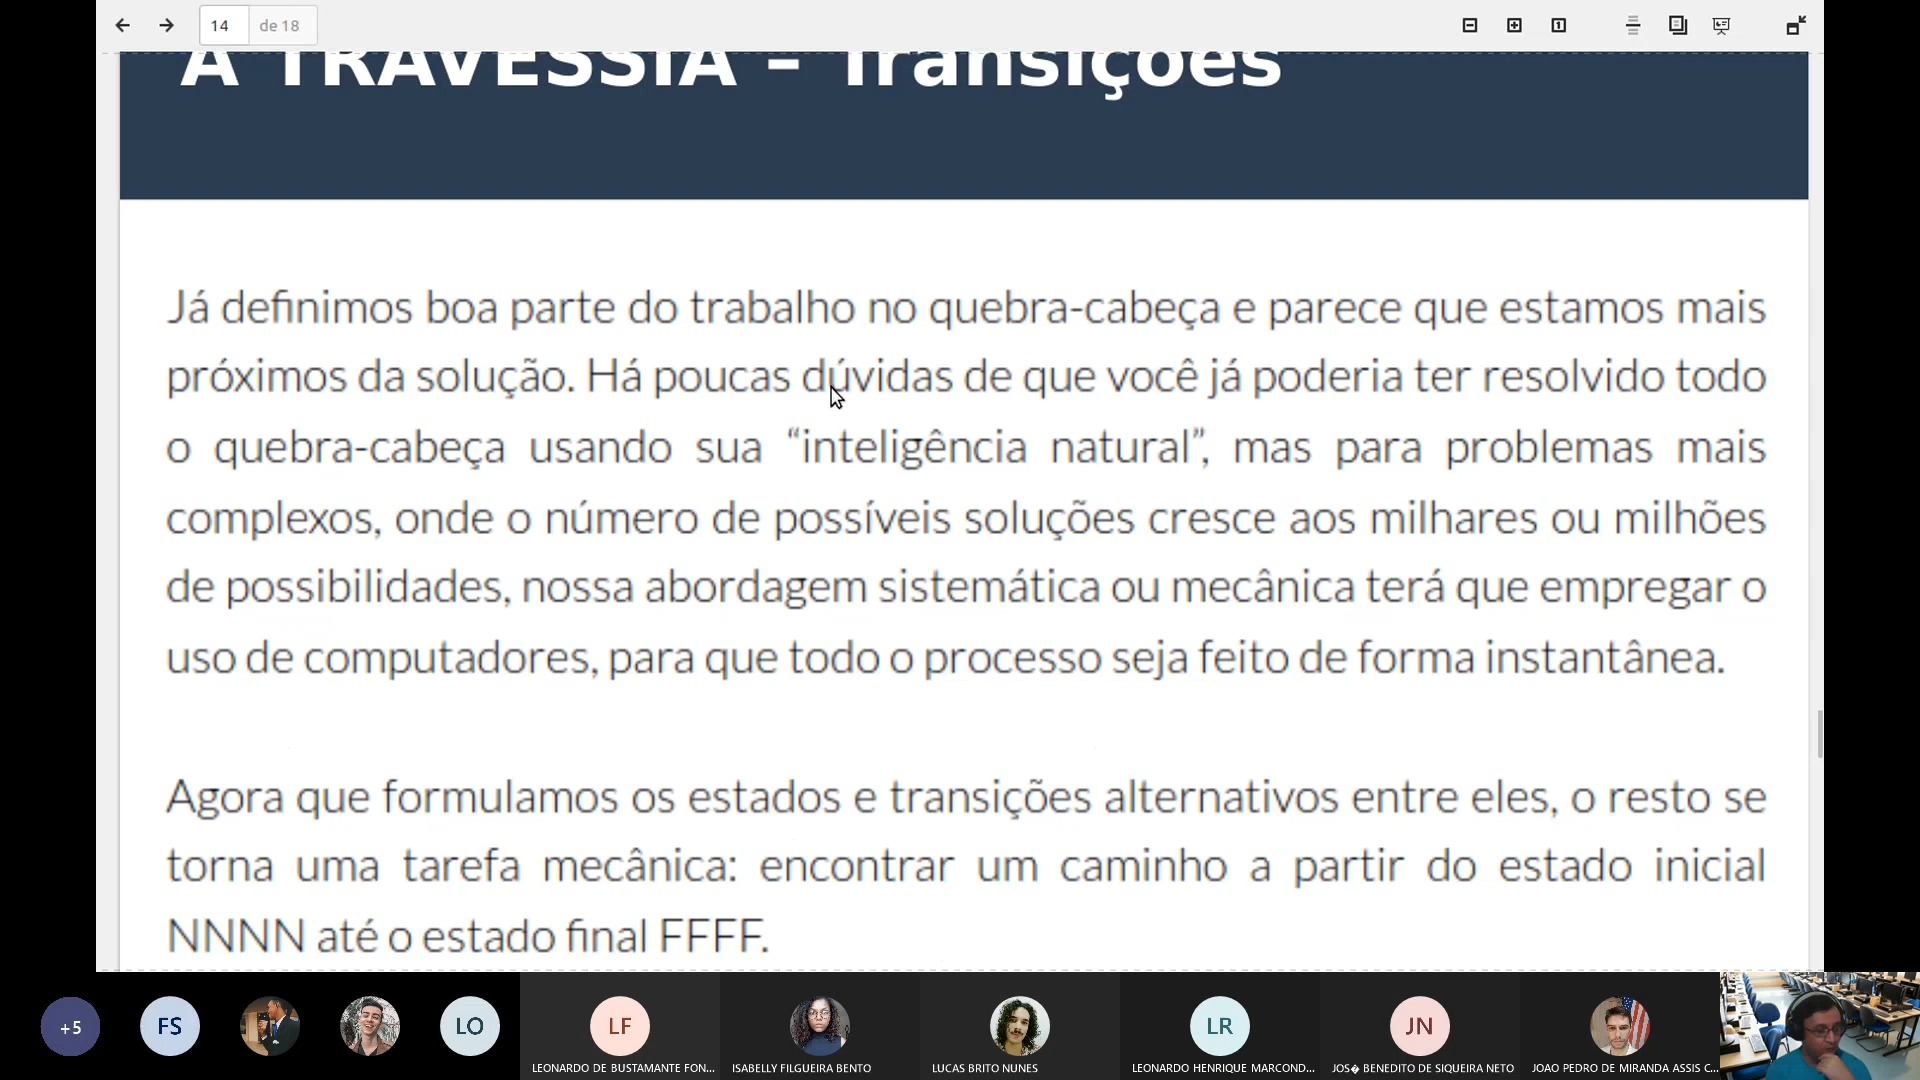 14 de 18
A TRAVESSIA – Transições
Já definimos boa parte do trabalho no quebra-cabeça e parece que estamos mais
próximos da solução. Há poucas dúvidas de que você já poderia ter resolvido todo
o quebra-cabeça usando sua “inteligência natural”, mas para problemas mais
complexos, onde o número de possíveis soluções cresce aos milhares ou milhões
de possibilidades, nossa abordagem sistemática ou mecânica terá que empregar o
uso de computadores, para que todo o processo seja feito de forma instantânea.
Agora que formulamos os estados e transições alternativos entre eles, o resto se
torna uma tarefa mecânica: encontrar um caminho a partir do estado inicial
NNNN até o estado final FFFF.
+5 FS LO LF LR JN
LEONARDO DE BUSTAMANTE FON... ISABELLY FILGUEIRA BENTO LUCAS BRITO NUNES LEONARDO HENRIQUE MARCOND... JOS� BENEDITO DE SIQUEIRA NETO JOAO PEDRO DE MIRANDA ASSIS C...